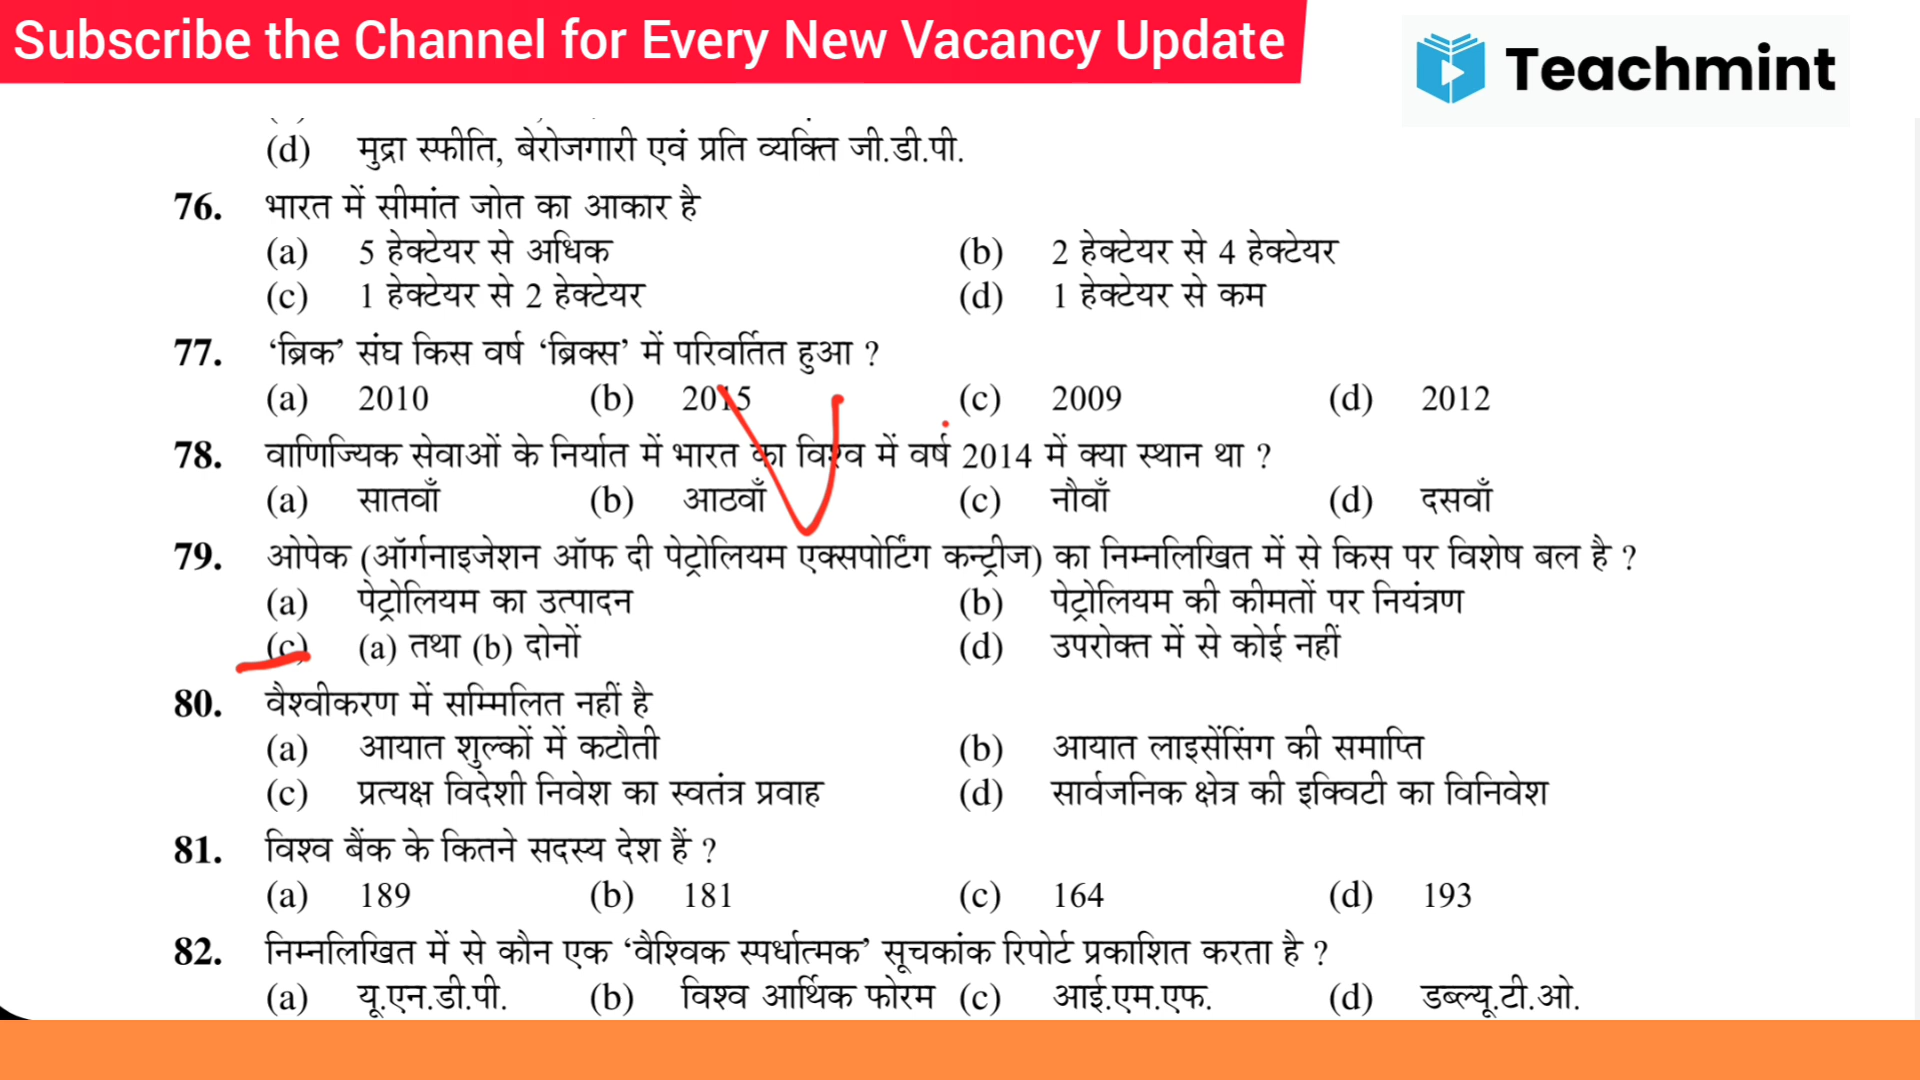 Subscribe the Channel for Every New Vacancy Update
Teachmint
(d) मुद्रा स्फीति, बेरोजगारी एवं प्रति व्यक्ति जी.डी.पी.
76. भारत में सीमांत जोत का आकार है
(a) 5 हेक्टेयर से अधिक (b) 2 हेक्टेयर से 4 हेक्टेयर
(c) 1 हेक्टेयर से 2 हेक्टेयर (d) 1 हेक्टेयर से कम
77. ‘ब्रिक’ संघ किस वर्ष ‘ब्रिक्स’ में परिवर्तित हुआ ?
(a) 2010 (b) 2015 (c) 2009 (d) 2012
78. वाणिज्यिक सेवाओं के निर्यात में भारत का विश्व में वर्ष 2014 में क्या स्थान था ?
(a) सातवाँ (b) आठवाँ (c) नौवाँ (d) दसवाँ
79. ओपेक (ऑर्गनाइजेशन ऑफ दी पेट्रोलियम एक्सपोर्टिंग कन्ट्रीज) का निम्नलिखित में से किस पर विशेष बल है ?
(a) पेट्रोलियम का उत्पादन (b) पेट्रोलियम की कीमतों पर नियंत्रण
(c) (a) तथा (b) दोनों (d) उपरोक्त में से कोई नहीं
80. वैश्वीकरण में सम्मिलित नहीं है
(a) आयात शुल्कों में कटौती (b) आयात लाइसेंसिंग की समाप्ति
(c) प्रत्यक्ष विदेशी निवेश का स्वतंत्र प्रवाह (d) सार्वजनिक क्षेत्र की इक्विटी का विनिवेश
81. विश्व बैंक के कितने सदस्य देश हैं ?
(a) 189 (b) 181 (c) 164 (d) 193
82. निम्नलिखित में से कौन एक ‘वैश्विक स्पर्धात्मक’ सूचकांक रिपोर्ट प्रकाशित करता है ?
(a) यू.एन.डी.पी. (b) विश्व आर्थिक फोरम (c) आई.एम.एफ. (d) डब्ल्यू.टी.ओ.